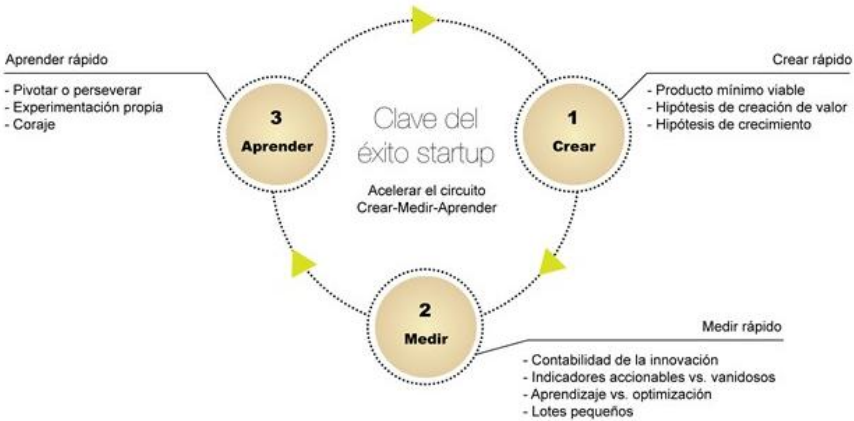 Aprender rápido
- Pivotar o perseverar
- Experimentación propia
- Coraje
3
Aprender
Clave del
éxito startup
Acelerar el circuito
Crear-Medir-Aprender
1
Crear
Crear rápido
- Producto mínimo viable
- Hipótesis de creación de valor
- Hipótesis de crecimiento
2
Medir
Medir rápido
- Contabilidad de la innovación
- Indicadores accionables vs. vanidosos
- Aprendizaje vs. optimización
- Lotes pequeños